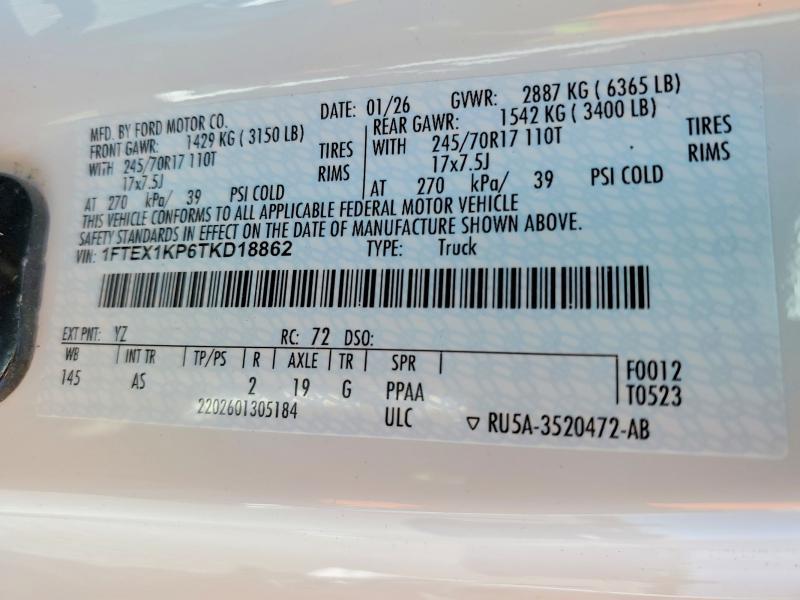 MFD. BY FORD MOTOR CO. DATE: 01/26 GVWR: 2887 KG ( 6365 LB)
FRONT GAWR: 1429 KG ( 3150 LB) REAR GAWR: 1542 KG ( 3400 LB)
WITH 245/70R17 110T TIRES WITH 245/70R17 110T TIRES
17x7.5J RIMS 17x7.5J RIMS
AT 270 kPa/ 39 PSI COLD AT 270 kPa/ 39 PSI COLD
THIS VEHICLE CONFORMS TO ALL APPLICABLE FEDERAL MOTOR VEHICLE
SAFETY STANDARDS IN EFFECT ON THE DATE OF MANUFACTURE SHOWN ABOVE.
VIN: 1FTEX1KP6TKD18862 TYPE: Truck
EXT PNT: YZ RC: 72 DSO:
WB INT TR TP/PS R AXLE TR SPR F0012
145 AS 2 19 G PPAA T0523
2202601305184 ULC ▽ RU5A-3520472-AB